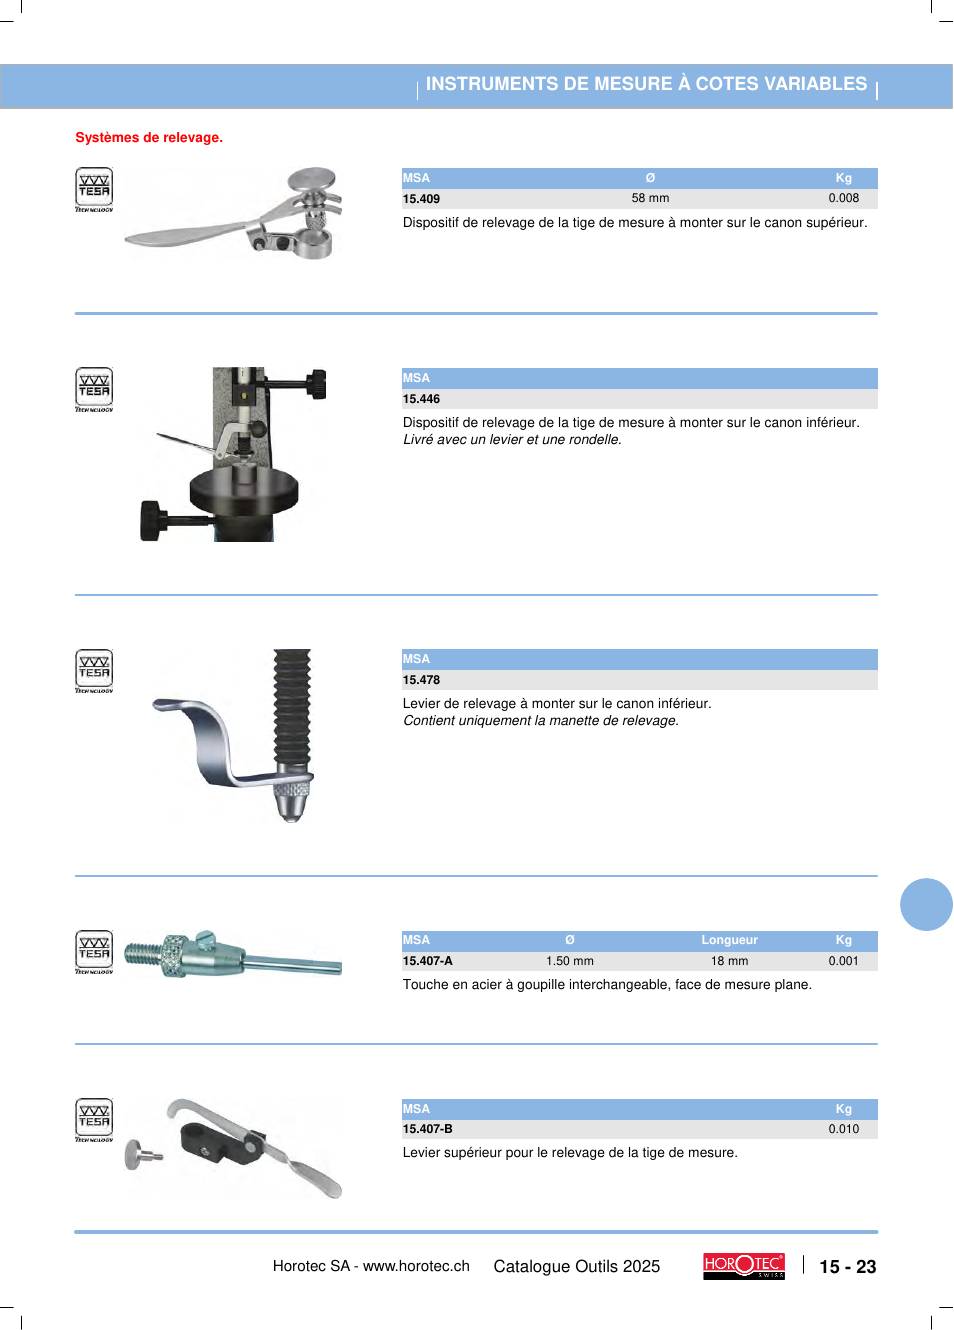 INSTRUMENTS DE MESURE À COTES VARIABLES
Systèmes de relevage.
TESA
TECHNOLOGY
MSA Ø Kg
15.409 58 mm 0.008
Dispositif de relevage de la tige de mesure à monter sur le canon supérieur.
TESA
TECHNOLOGY
MSA
15.446
Dispositif de relevage de la tige de mesure à monter sur le canon inférieur.
Livré avec un levier et une rondelle.
TESA
TECHNOLOGY
MSA
15.478
Levier de relevage à monter sur le canon inférieur.
Contient uniquement la manette de relevage.
TESA
TECHNOLOGY
MSA Ø Longueur Kg
15.407-A 1.50 mm 18 mm 0.001
Touche en acier à goupille interchangeable, face de mesure plane.
TESA
TECHNOLOGY
MSA Kg
15.407-B 0.010
Levier supérieur pour le relevage de la tige de mesure.
Horotec SA - www.horotec.ch Catalogue Outils 2025 HOROTEC® SWISS 15 - 23